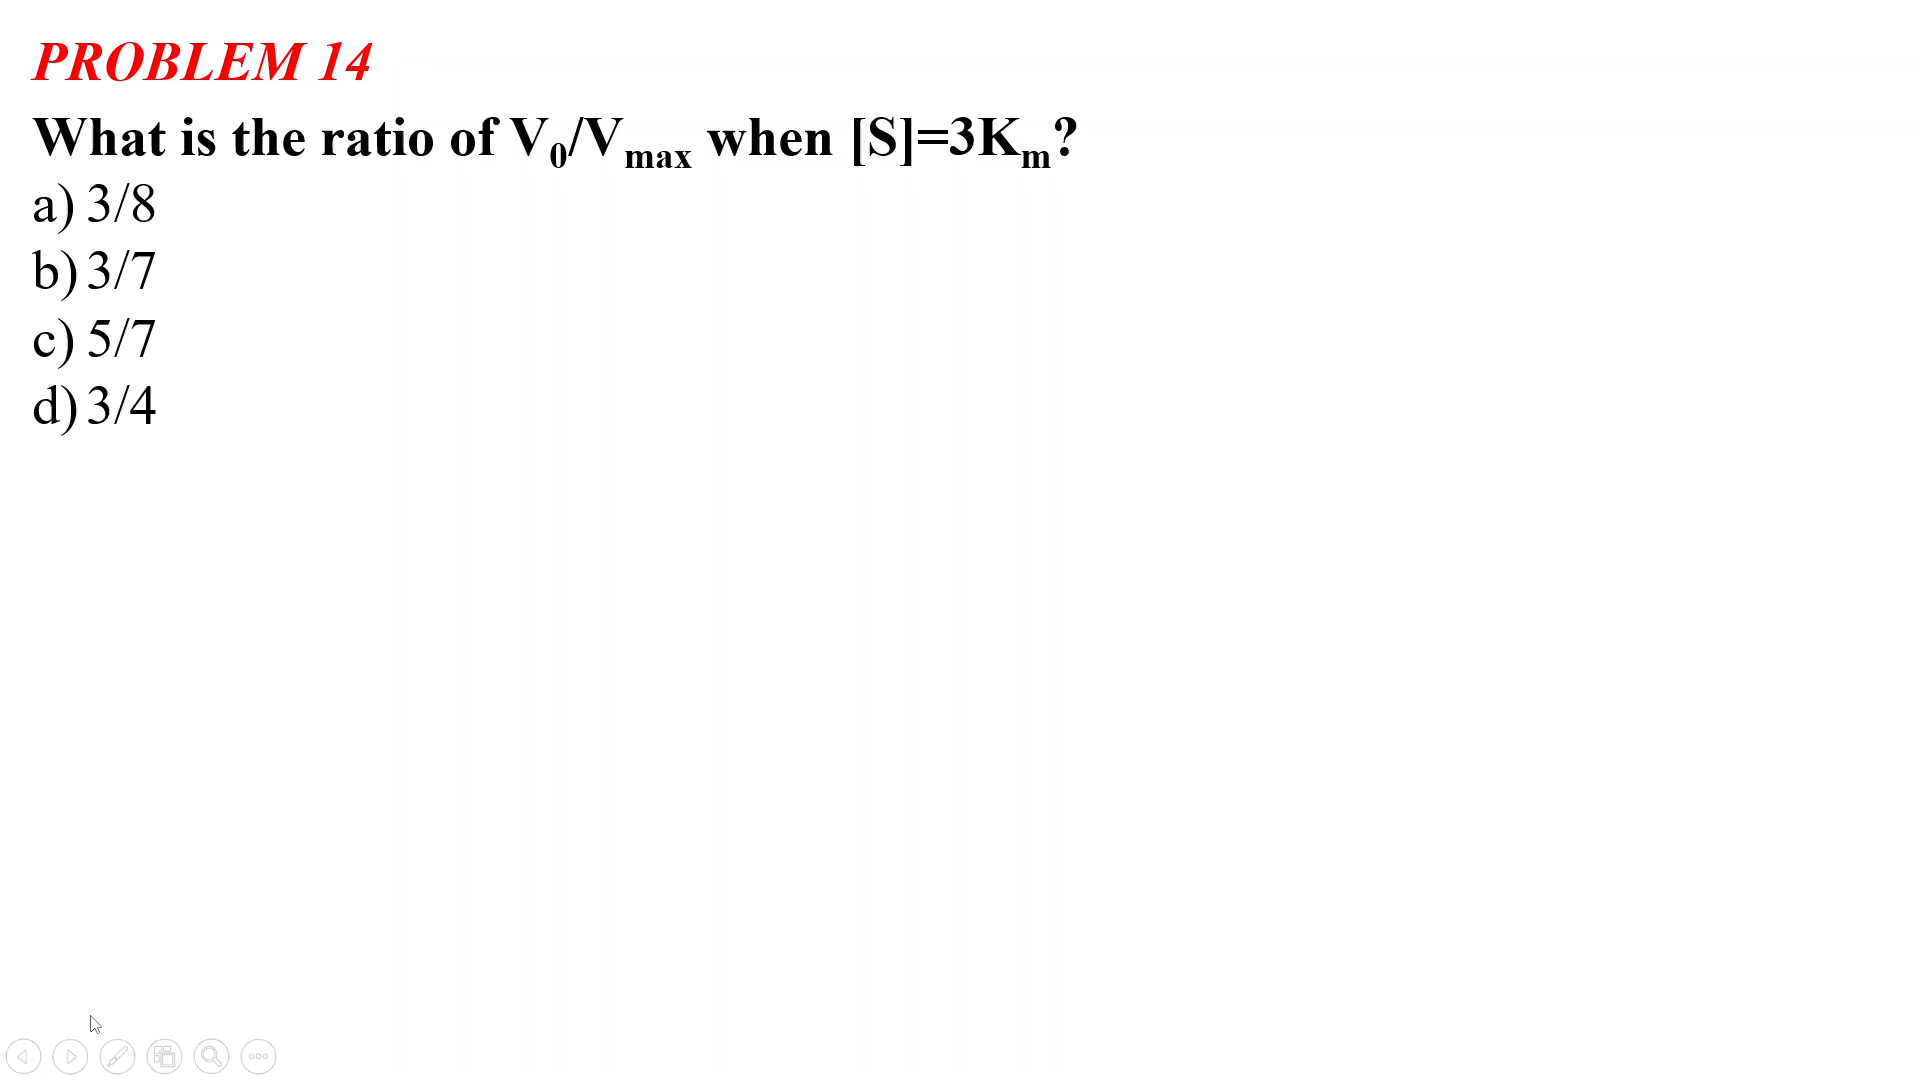 PROBLEM 14
What is the ratio of V₀/Vₘₐₓ when [S]=3Kₘ?
a) 3/8
b) 3/7
c) 5/7
d) 3/4